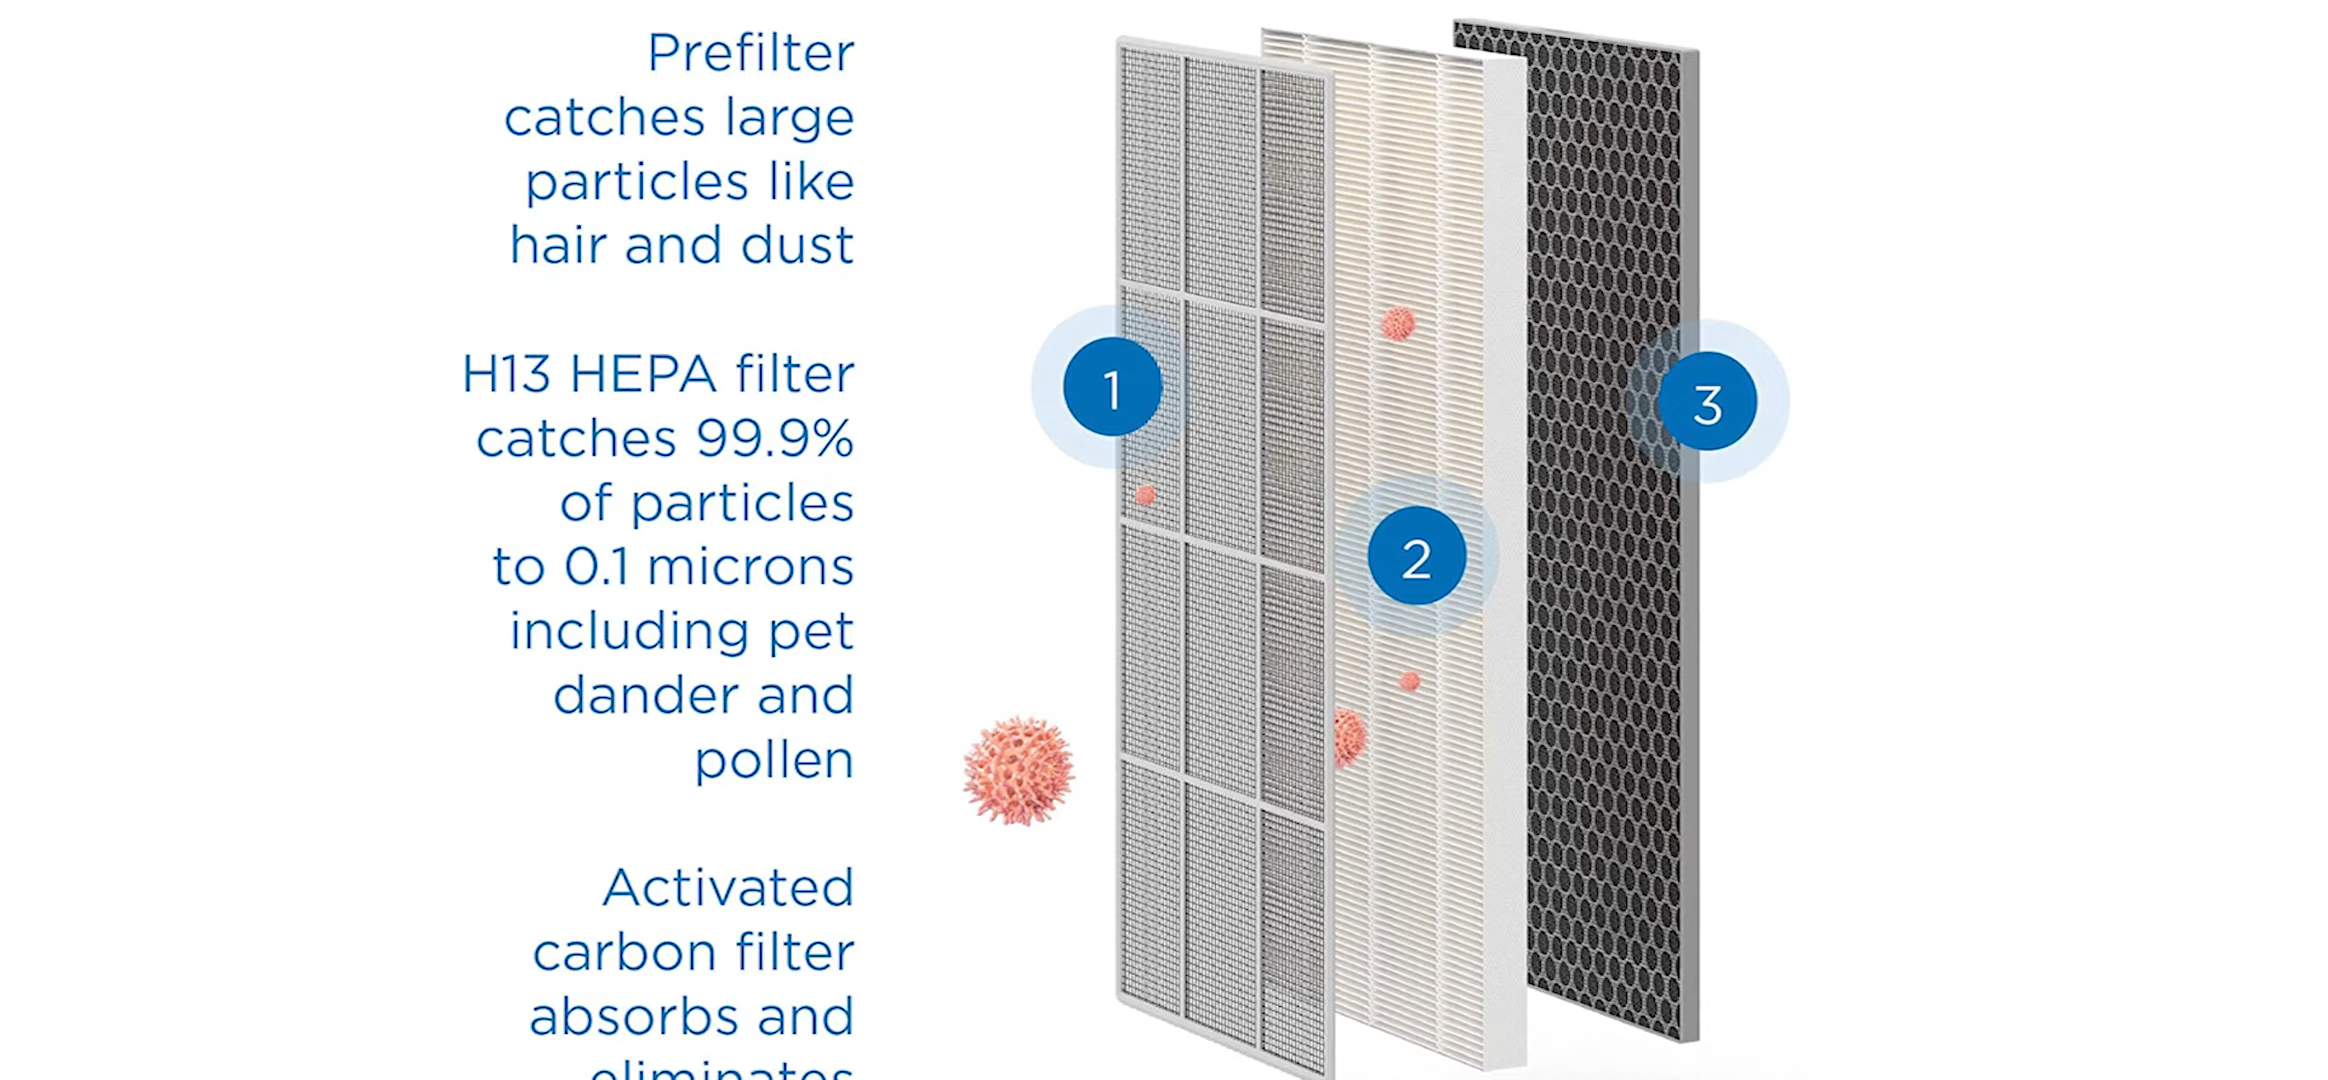 Prefilter
catches large
particles like
hair and dust
H13 HEPA filter
catches 99.9%
of particles
to 0.1 microns
including pet
dander and
pollen
Activated
carbon filter
absorbs and
eliminates
1
2
3